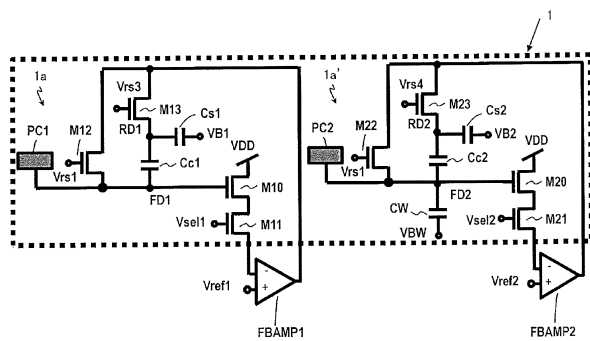 1
1a
Vrs3
M13
Cs1
RD1
VB1
M12
PC1
Vrs1
Cc1
VDD
FD1
M10
Vsel1
M11
Vref1
-
+
FBAMP1
1a'
Vrs4
M23
Cs2
RD2
VB2
M22
PC2
Vrs1
Cc2
VDD
FD2
M20
CW
VBW
Vsel2
M21
Vref2
-
+
FBAMP2